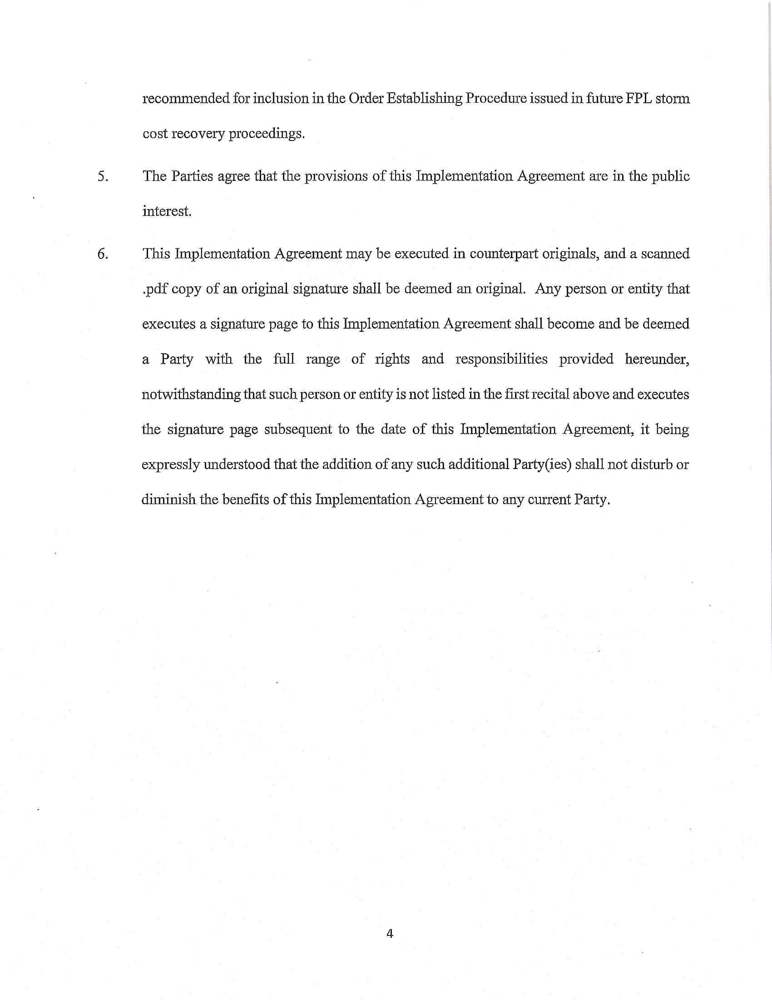 recommended for inclusion in the Order Establishing Procedure issued in future FPL storm
cost recovery proceedings.
5. The Parties agree that the provisions of this Implementation Agreement are in the public
interest.
6. This Implementation Agreement may be executed in counterpart originals, and a scanned
.pdf copy of an original signature shall be deemed an original. Any person or entity that
executes a signature page to this Implementation Agreement shall become and be deemed
a Party with the full range of rights and responsibilities provided hereunder,
notwithstanding that such person or entity is not listed in the first recital above and executes
the signature page subsequent to the date of this Implementation Agreement, it being
expressly understood that the addition of any such additional Party(ies) shall not disturb or
diminish the benefits of this Implementation Agreement to any current Party.
4